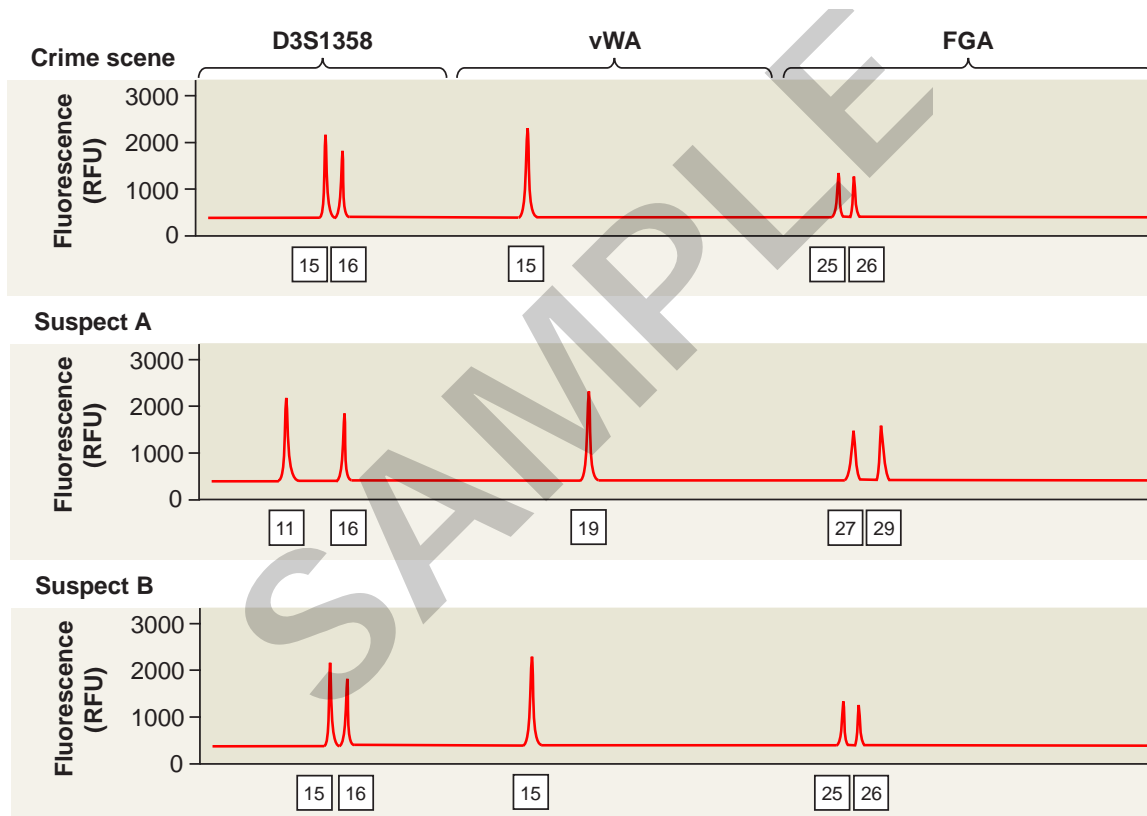 D3S1358 vWA FGA
Crime scene
Fluorescence
(RFU)
3000
2000
1000
0
15 16 15 25 26
Suspect A
Fluorescence
(RFU)
3000
2000
1000
0
11 16 19 27 29
Suspect B
Fluorescence
(RFU)
3000
2000
1000
0
15 16 15 25 26
SAMPLE